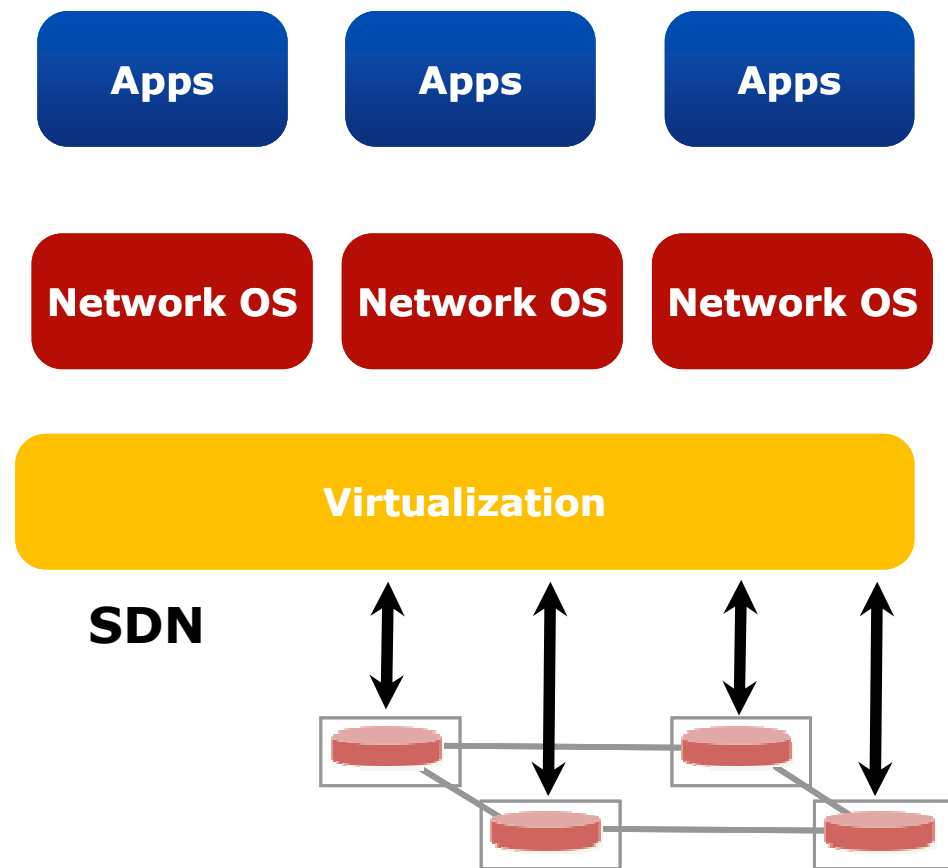 Apps
Apps
Apps
Network OS
Network OS
Network OS
Virtualization
SDN